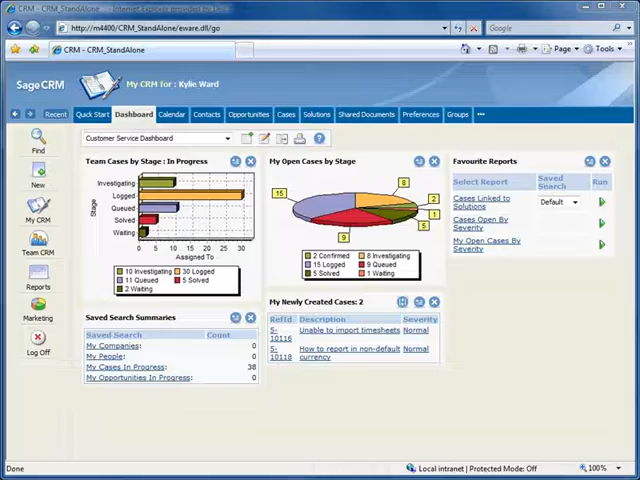 CRM - CRM_StandAlone - Internet Explorer provided by Dell
http://m4400/CRM_StandAlone/eware.dll/go
Google
CRM - CRM_StandAlone
Page
Tools
SageCRM
My CRM for : Kylie Ward
Recent
Quick Start
Dashboard
Calendar
Contacts
Opportunities
Cases
Solutions
Shared Documents
Preferences
Groups
Find
New
My CRM
Team CRM
Reports
Marketing
Log Off
Customer Service Dashboard
Team Cases by Stage : In Progress
Stage
Investigating
Logged
Queued
Solved
Waiting
0 5 10 15 20 25 30
Assigned To
10 Investigating 30 Logged
11 Queued 5 Solved
2 Waiting
Saved Search Summaries
Saved Search Count
My Companies: 0
My People: 0
My Cases In Progress: 38
My Opportunities In Progress: 0
My Open Cases by Stage
15
8
2
1
5
9
2 Confirmed 8 Investigating
15 Logged 9 Queued
5 Solved 1 Waiting
My Newly Created Cases: 2
RefId Description Severity
5-10116 Unable to import timesheets Normal
5-10118 How to report in non-default currency Normal
Favourite Reports
Select Report Saved Search Run
Cases Linked to Solutions Default
Cases Open By Severity
My Open Cases By Severity
Done
Local intranet | Protected Mode: Off
100%